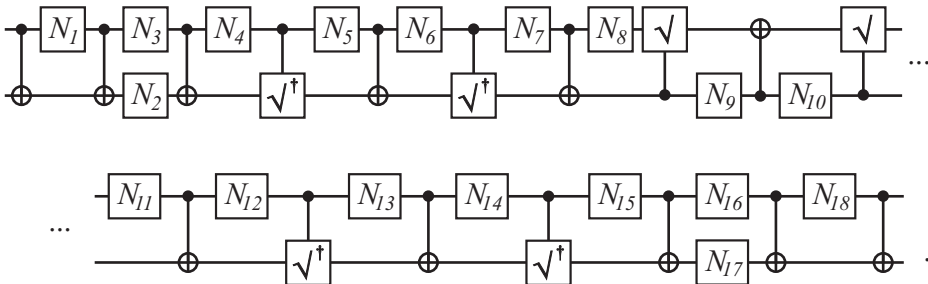 N1 N3 N4 N5 N6 N7 N8 √ √
√† √† N2 N9 N10 ...
N11 N12 N13 N14 N15 N16 N18
... √† √† N17 .